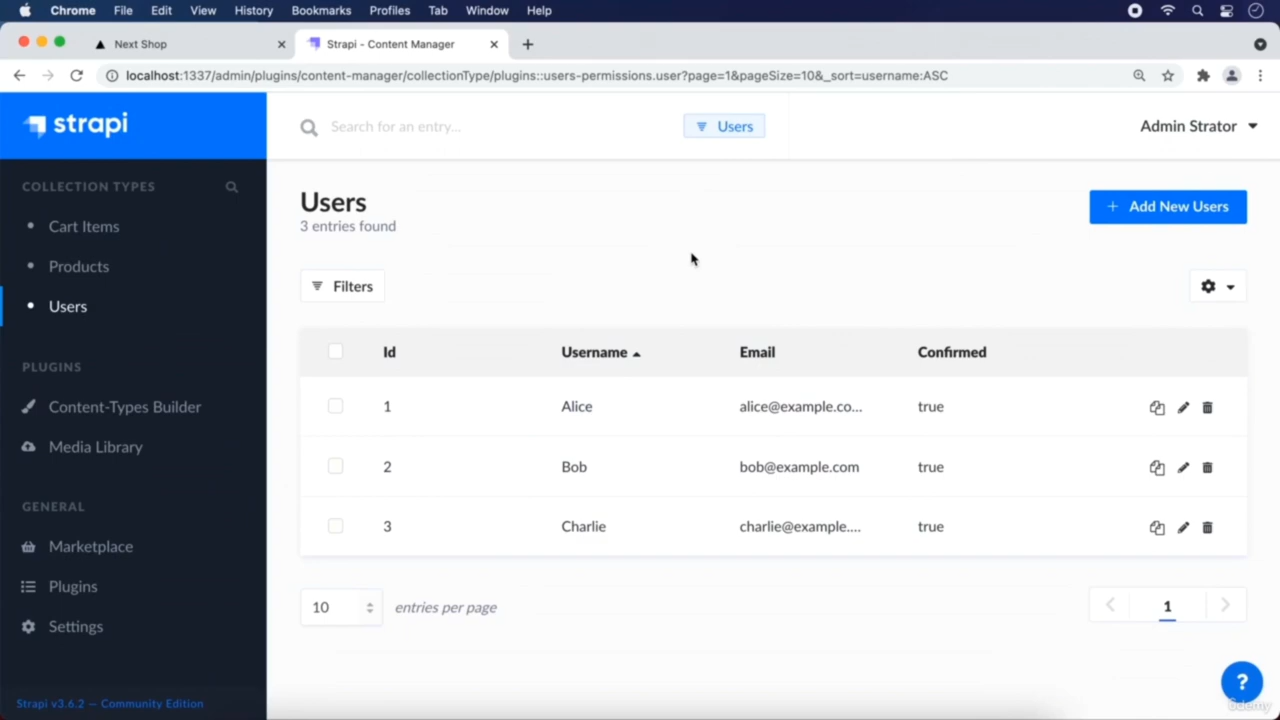 Chrome File Edit View History Bookmarks Profiles Tab Window Help
Next Shop
Strapi - Content Manager
localhost:1337/admin/plugins/content-manager/collectionType/plugins::users-permissions.user?page=1&pageSize=10&_sort=username:ASC
strapi
Search for an entry...
Users
Admin Strator
COLLECTION TYPES
Cart Items
Products
Users
PLUGINS
Content-Types Builder
Media Library
GENERAL
Marketplace
Plugins
Settings
Strapi v3.6.2 — Community Edition
Users
3 entries found
+ Add New Users
Filters
Id Username Email Confirmed
1 Alice alice@example.co... true
2 Bob bob@example.com true
3 Charlie charlie@example.... true
10 entries per page
1
?
ûdemy